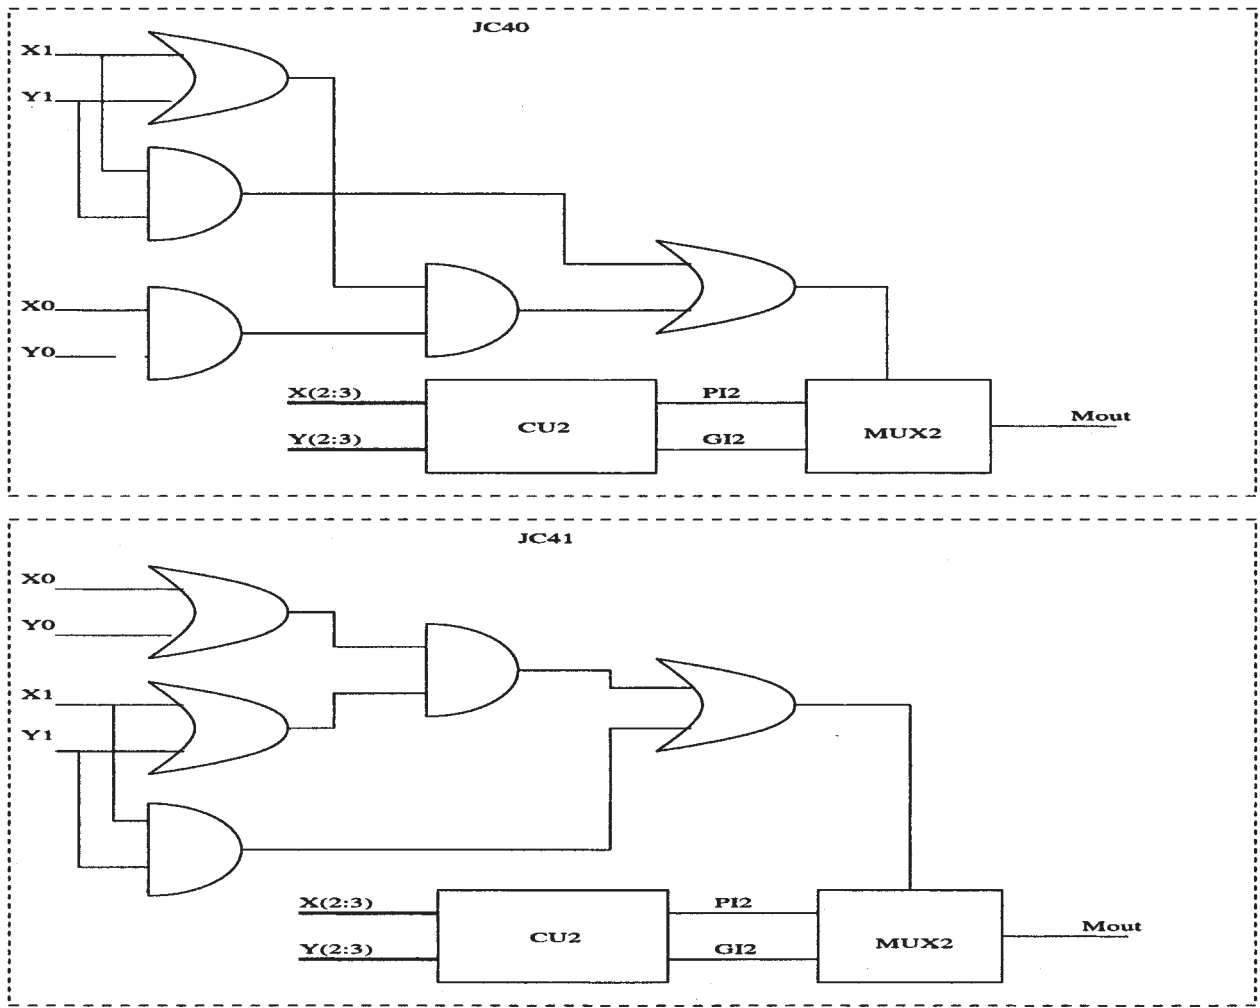 JC40
X1
Y1
X0
Y0
X(2:3)
Y(2:3)
CU2
PI2
GI2
MUX2
Mout
JC41
X0
Y0
X1
Y1
X(2:3)
Y(2:3)
CU2
PI2
GI2
MUX2
Mout